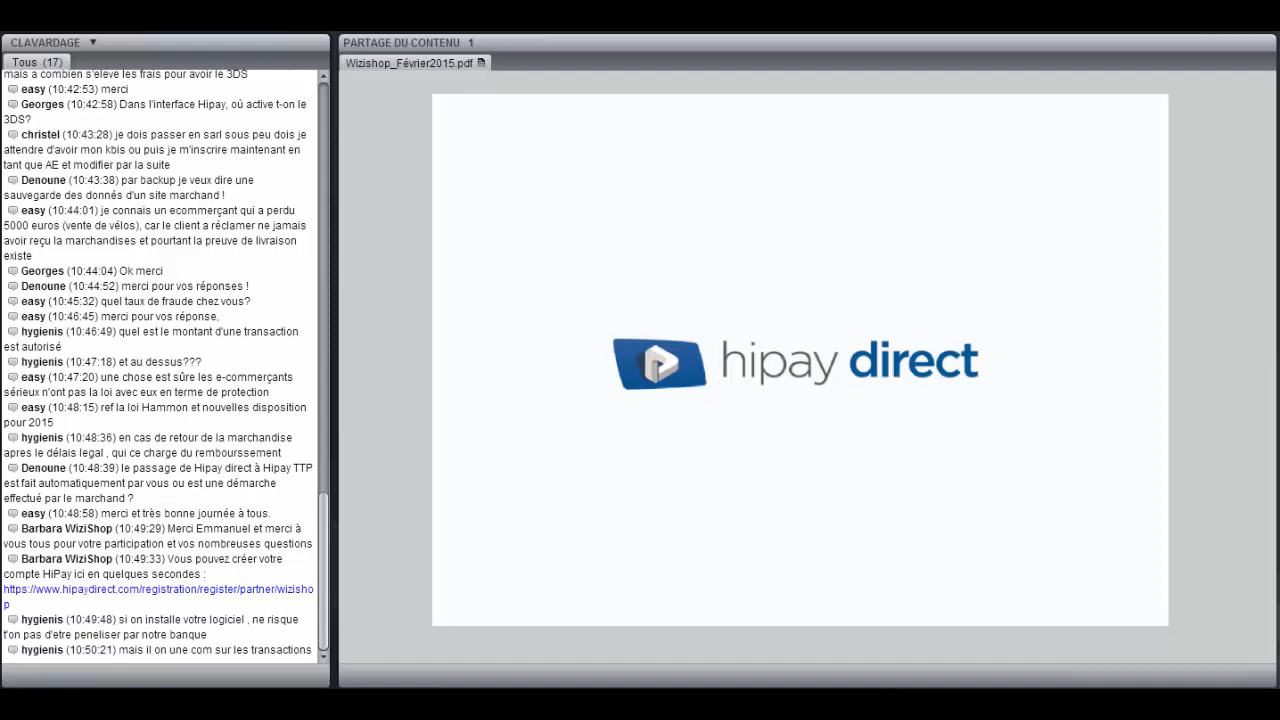 CLAVARDAGE
Tous (17)
mais a combien s'eleve les frais pour avoir le 3DS
easy (10:42:53) merci
Georges (10:42:58) Dans l'interface Hipay, où active t-on le
3DS?
christel (10:43:28) je dois passer en sarl sous peu dois je
attendre d'avoir mon kbis ou puis je m'inscrire maintenant en
tant que AE et modifier par la suite
Denoune (10:43:38) par backup je veux dire une
sauvegarde des donnés d'un site marchand !
easy (10:44:01) je connais un ecommerçant qui a perdu
5000 euros (vente de vélos), car le client a réclamer ne jamais
avoir reçu la marchandises et pourtant la preuve de livraison
existe
Georges (10:44:04) Ok merci
Denoune (10:44:52) merci pour vos réponses !
easy (10:45:32) quel taux de fraude chez vous?
easy (10:46:45) merci pour vos réponse,
hygienis (10:46:49) quel est le montant d'une transaction
est autorisé
hygienis (10:47:18) et au dessus???
easy (10:47:20) une chose est sûre les e-commerçants
sérieux n'ont pas la loi avec eux en terme de protection
easy (10:48:15) ref la loi Hammon et nouvelles disposition
pour 2015
hygienis (10:48:36) en cas de retour de la marchandise
apres le délais legal , qui ce charge du rembourssement
Denoune (10:48:39) le passage de Hipay direct à Hipay TTP
est fait automatiquement par vous ou est une démarche
effectué par le marchand ?
easy (10:48:58) merci et très bonne journée à tous.
Barbara WiziShop (10:49:29) Merci Emmanuel et merci à
vous tous pour votre participation et vos nombreuses questions
Barbara WiziShop (10:49:33) Vous pouvez créer votre
compte HiPay ici en quelques secondes :
https://www.hipaydirect.com/registration/register/partner/wizisho
p
hygienis (10:49:48) si on installe votre logiciel , ne risque
t'on pas d'etre peneliser par notre banque
hygienis (10:50:21) mais il on une com sur les transactions
PARTAGE DU CONTENU 1
Wizishop_Février2015.pdf
hipay direct